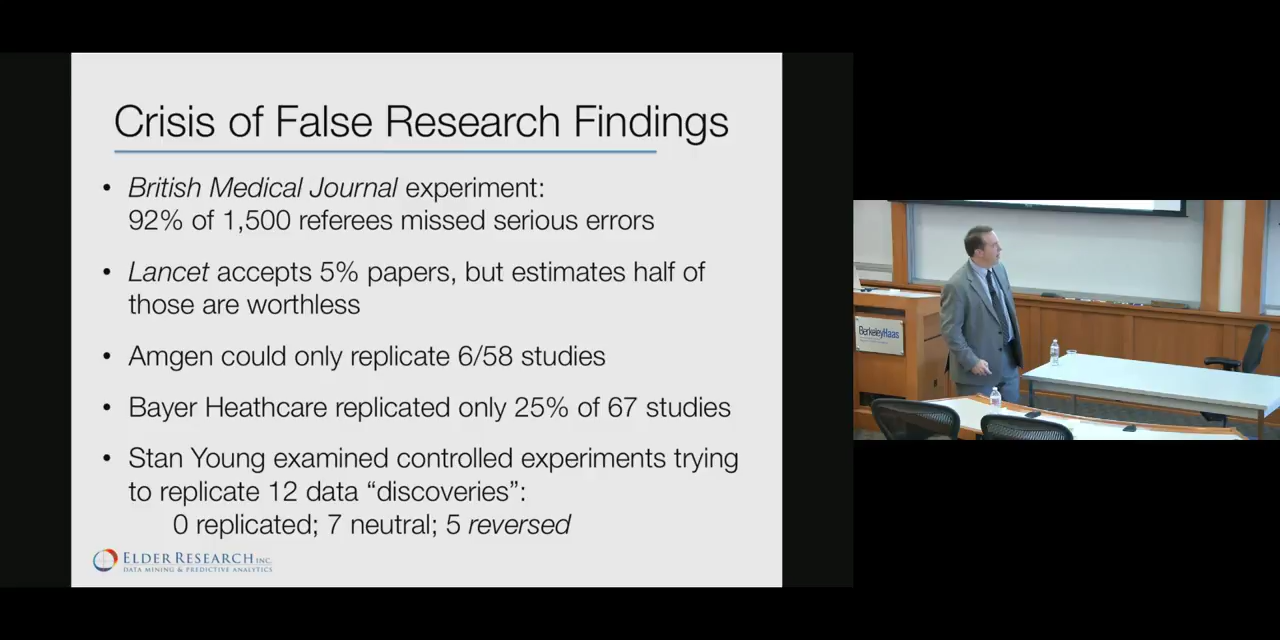 Crisis of False Research Findings
• British Medical Journal experiment:
92% of 1,500 referees missed serious errors
• Lancet accepts 5% papers, but estimates half of
those are worthless
• Amgen could only replicate 6/58 studies
• Bayer Heathcare replicated only 25% of 67 studies
• Stan Young examined controlled experiments trying
to replicate 12 data “discoveries”:
0 replicated; 7 neutral; 5 reversed
ELDER RESEARCH INC.
DATA MINING & PREDICTIVE ANALYTICS
BerkeleyHaas